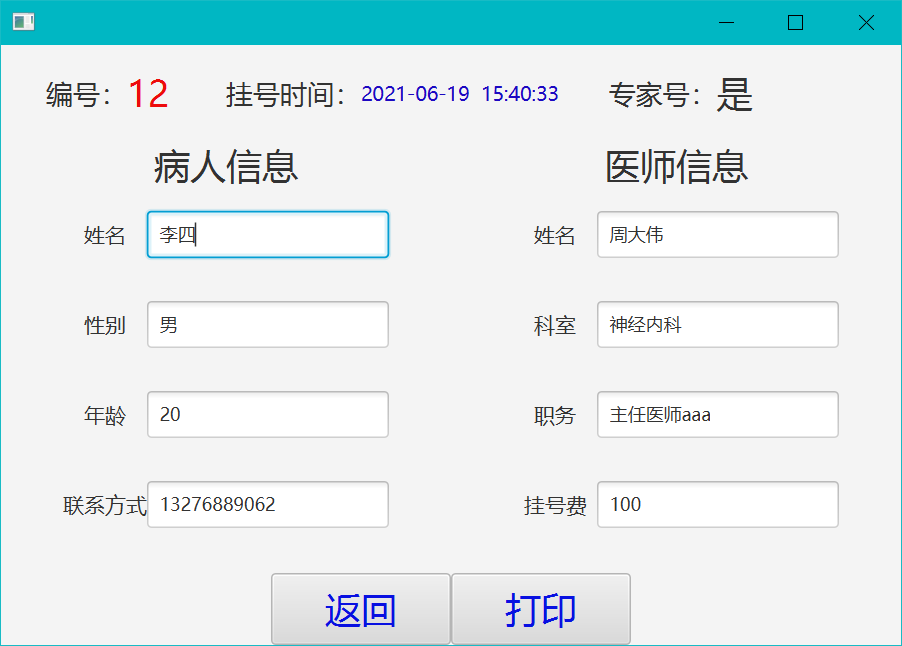 编号：12 挂号时间：2021-06-19 15:40:33 专家号：是
病人信息 医师信息
姓名 李四 姓名 周大伟
性别 男 科室 神经内科
年龄 20 职务 主任医师aaa
联系方式 13276889062 挂号费 100
返回 打印